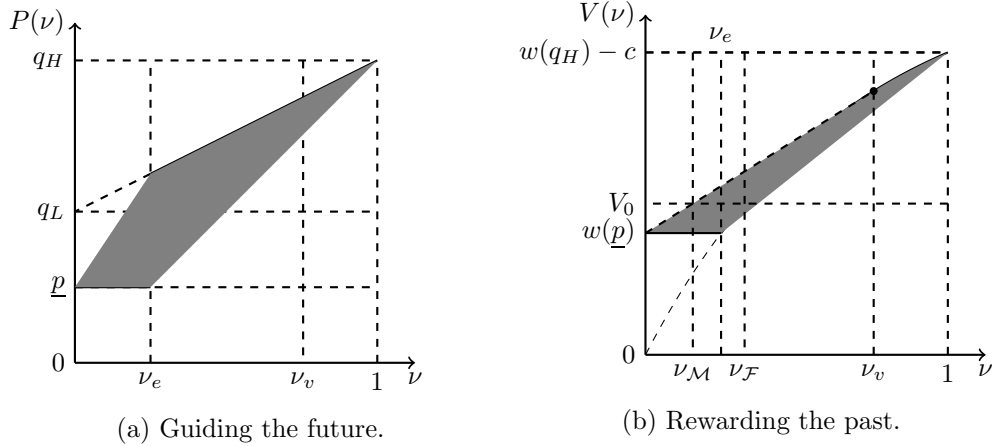 P(ν)
q_H
q_L
p
0
ν_e
ν_v
1
ν
(a) Guiding the future.
V(ν)
ν_e
w(q_H) − c
V_0
w(p)
0
ν_M
ν_F
ν_v
1
ν
(b) Rewarding the past.